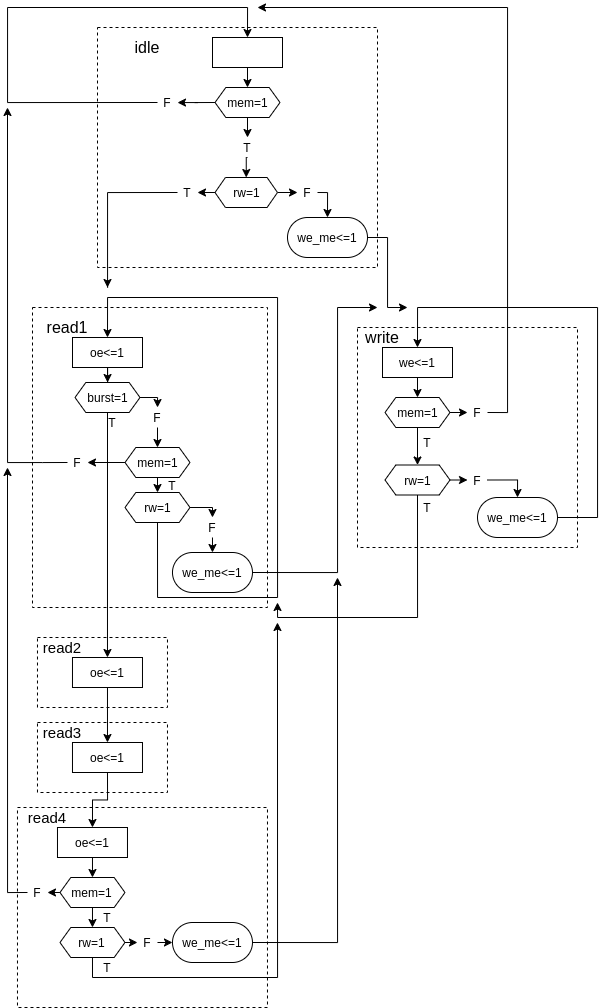 idle
F
mem=1
T
T
rw=1
F
we_me<=1
read1
write
oe<=1
we<=1
burst=1
T
F
mem=1
F
T
F
mem=1
T
rw=1
F
T
rw=1
F
we_me<=1
we_me<=1
read2
oe<=1
read3
oe<=1
read4
oe<=1
F
mem=1
T
rw=1
F
we_me<=1
T